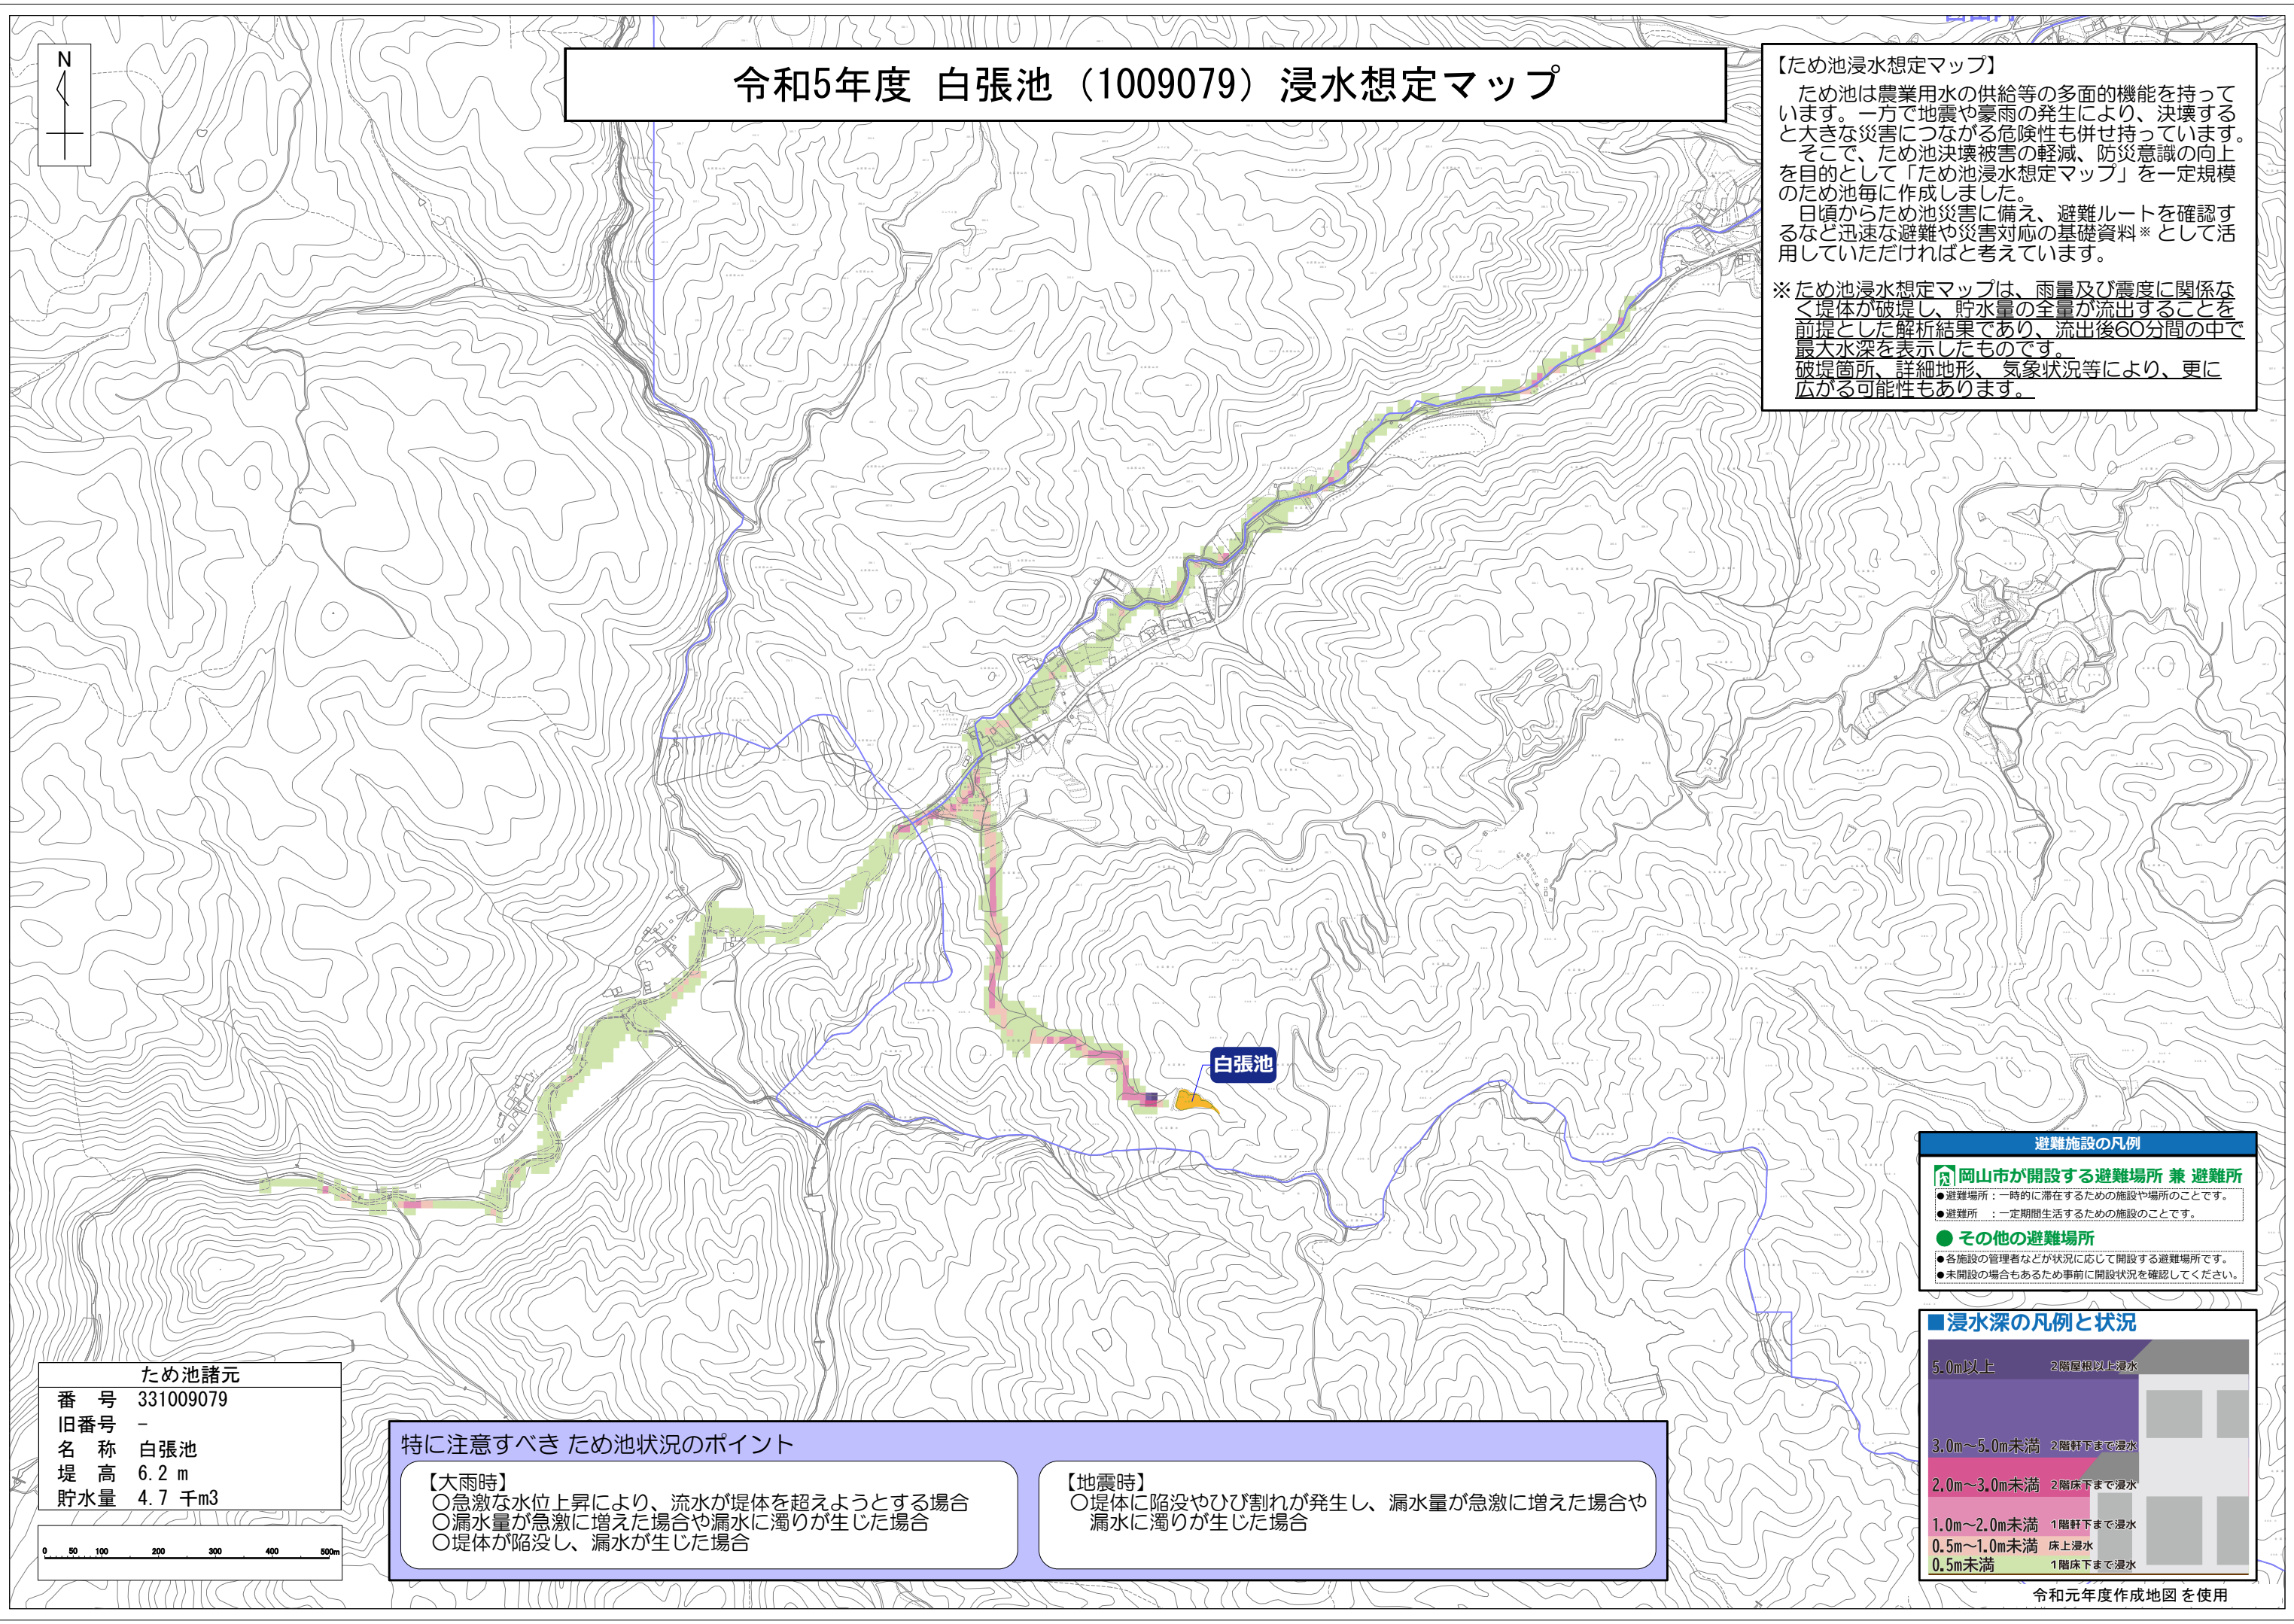 N
令和5年度 白張池（1009079）浸水想定マップ
【ため池浸水想定マップ】
ため池は農業用水の供給等の多面的機能を持って
います。一方で地震や豪雨の発生により、決壊する
と大きな災害につながる危険性も併せ持っています。
そこで、ため池決壊被害の軽減、防災意識の向上
を目的として「ため池浸水想定マップ」を一定規模
のため池毎に作成しました。
日頃からため池災害に備え、避難ルートを確認す
るなど迅速な避難や災害対応の基礎資料※として活
用していただければと考えています。
※ため池浸水想定マップは、雨量及び震度に関係な
く堤体が破堤し、貯水量の全量が流出することを
前提とした解析結果であり、流出後60分間の中で
最大水深を表示したものです。
破堤箇所、詳細地形、気象状況等により、更に
広がる可能性もあります。
白張池
避難施設の凡例
岡山市が開設する避難場所 兼 避難所
●避難場所：一時的に滞在するための施設や場所のことです。
●避難所　：一定期間生活するための施設のことです。
● その他の避難場所
●各施設の管理者などが状況に応じて開設する避難場所です。
●未開設の場合もあるため事前に開設状況を確認してください。
■浸水深の凡例と状況
5.0m以上 2階屋根以上浸水
3.0m～5.0m未満 2階軒下まで浸水
2.0m～3.0m未満 2階床下まで浸水
1.0m～2.0m未満 1階軒下まで浸水
0.5m～1.0m未満 床上浸水
0.5m未満 1階床下まで浸水
令和元年度作成地図を使用
ため池諸元
番　号 331009079
旧番号 -
名　称 白張池
堤　高 6.2 m
貯水量 4.7 千m3
0 50 100 200 300 400 500m
特に注意すべき ため池状況のポイント
【大雨時】
○急激な水位上昇により、流水が堤体を超えようとする場合
○漏水量が急激に増えた場合や漏水に濁りが生じた場合
○堤体が陥没し、漏水が生じた場合
【地震時】
○堤体に陥没やひび割れが発生し、漏水量が急激に増えた場合や
漏水に濁りが生じた場合